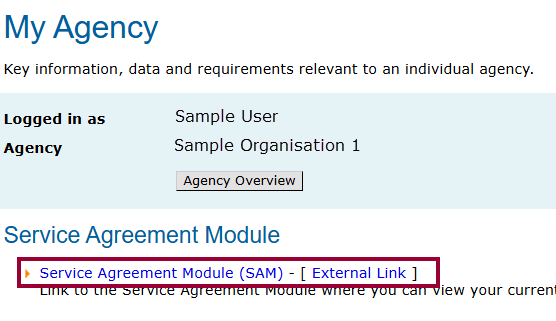 My Agency
Key information, data and requirements relevant to an individual agency.
Logged in as Sample User
Agency Sample Organisation 1
Agency Overview
Service Agreement Module
Service Agreement Module (SAM) - [ External Link ]
Link to the Service Agreement Module where you can view your current